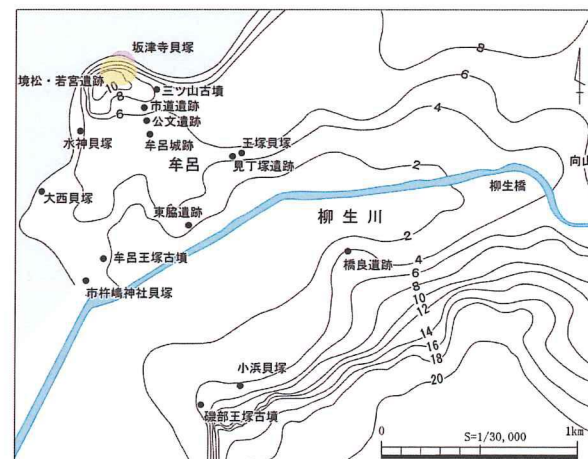 坂津寺貝塚
境松・若宮遺跡
三ツ山古墳
市道遺跡
公文遺跡
牟呂城跡
水神貝塚
牟呂
王塚貝塚
見丁塚遺跡
大西貝塚
東脇遺跡
柳生川
柳生橋
向山
牟呂王塚古墳
市杵嶋神社貝塚
橋良遺跡
小浜貝塚
磯部王塚古墳
10
8
6
8
6
4
2
2
4
6
8
10
12
14
16
18
20
0
1km
S=1/30,000